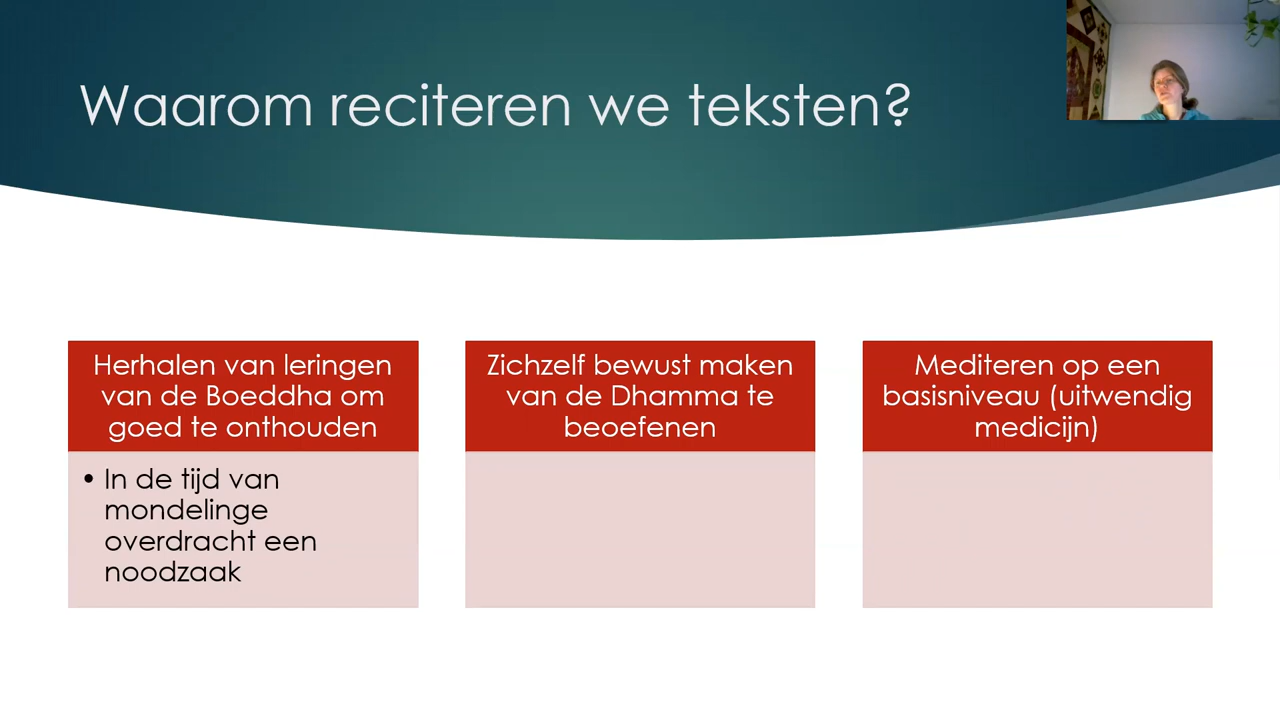 Waarom reciteren we teksten?
Herhalen van leringen
van de Boeddha om
goed te onthouden
• In de tijd van
mondelinge
overdracht een
noodzaak
Zichzelf bewust maken
van de Dhamma te
beoefenen
Mediteren op een
basisniveau (uitwendig
medicijn)